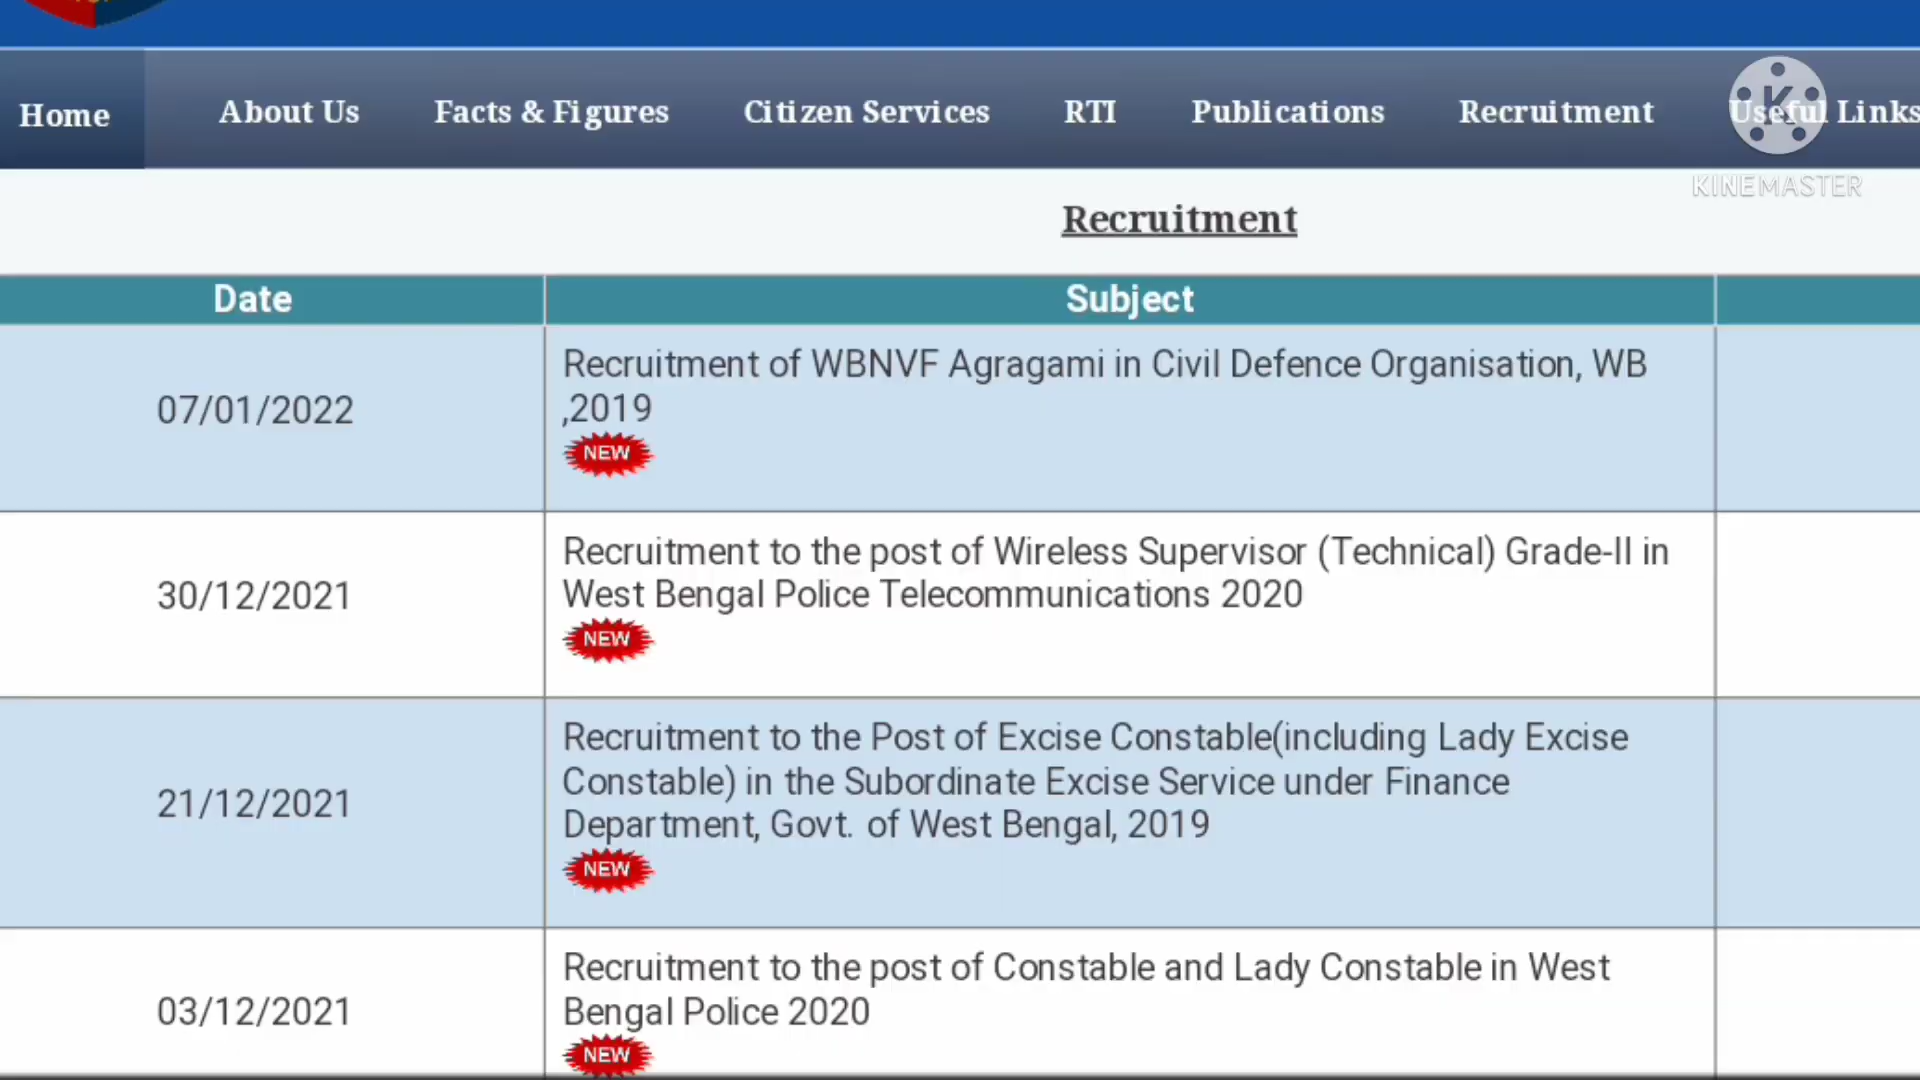 Home About Us Facts & Figures Citizen Services RTI Publications Recruitment Useful Links
KINEMASTER
Recruitment
Date Subject
Recruitment of WBNVF Agragami in Civil Defence Organisation, WB
07/01/2022 ,2019
NEW
Recruitment to the post of Wireless Supervisor (Technical) Grade-II in
30/12/2021 West Bengal Police Telecommunications 2020
NEW
Recruitment to the Post of Excise Constable(including Lady Excise
21/12/2021 Constable) in the Subordinate Excise Service under Finance
Department, Govt. of West Bengal, 2019
NEW
Recruitment to the post of Constable and Lady Constable in West
03/12/2021 Bengal Police 2020
NEW